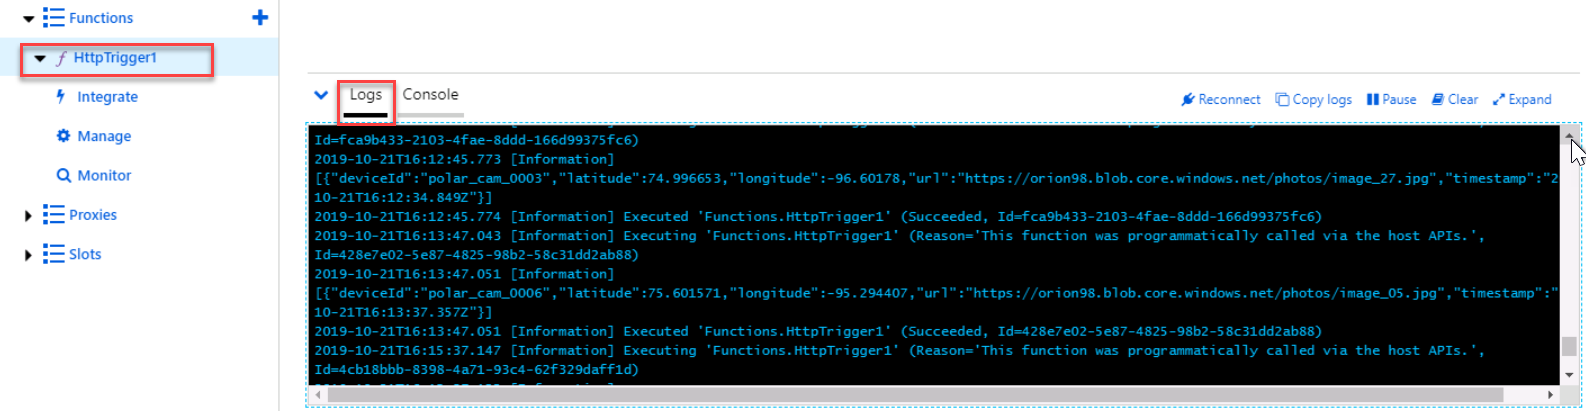 Functions
HttpTrigger1
Integrate
Manage
Monitor
Proxies
Slots
Logs Console
Reconnect Copy logs Pause Clear Expand
Id=fca9b433-2103-4fae-8ddd-166d99375fc6)
2019-10-21T16:12:45.773 [Information]
[{"deviceId":"polar_cam_0003","latitude":74.996653,"longitude":-96.60178,"url":"https://orion98.blob.core.windows.net/photos/image_27.jpg","timestamp":"2
10-21T16:12:34.849Z"}]
2019-10-21T16:12:45.774 [Information] Executed 'Functions.HttpTrigger1' (Succeeded, Id=fca9b433-2103-4fae-8ddd-166d99375fc6)
2019-10-21T16:13:47.043 [Information] Executing 'Functions.HttpTrigger1' (Reason='This function was programmatically called via the host APIs.',
Id=428e7e02-5e87-4825-98b2-58c31dd2ab88)
2019-10-21T16:13:47.051 [Information]
[{"deviceId":"polar_cam_0006","latitude":75.601571,"longitude":-95.294407,"url":"https://orion98.blob.core.windows.net/photos/image_05.jpg","timestamp":"
10-21T16:13:37.357Z"}]
2019-10-21T16:13:47.051 [Information] Executed 'Functions.HttpTrigger1' (Succeeded, Id=428e7e02-5e87-4825-98b2-58c31dd2ab88)
2019-10-21T16:15:37.147 [Information] Executing 'Functions.HttpTrigger1' (Reason='This function was programmatically called via the host APIs.',
Id=4cb18bbb-8398-4a71-93c4-62f329daff1d)